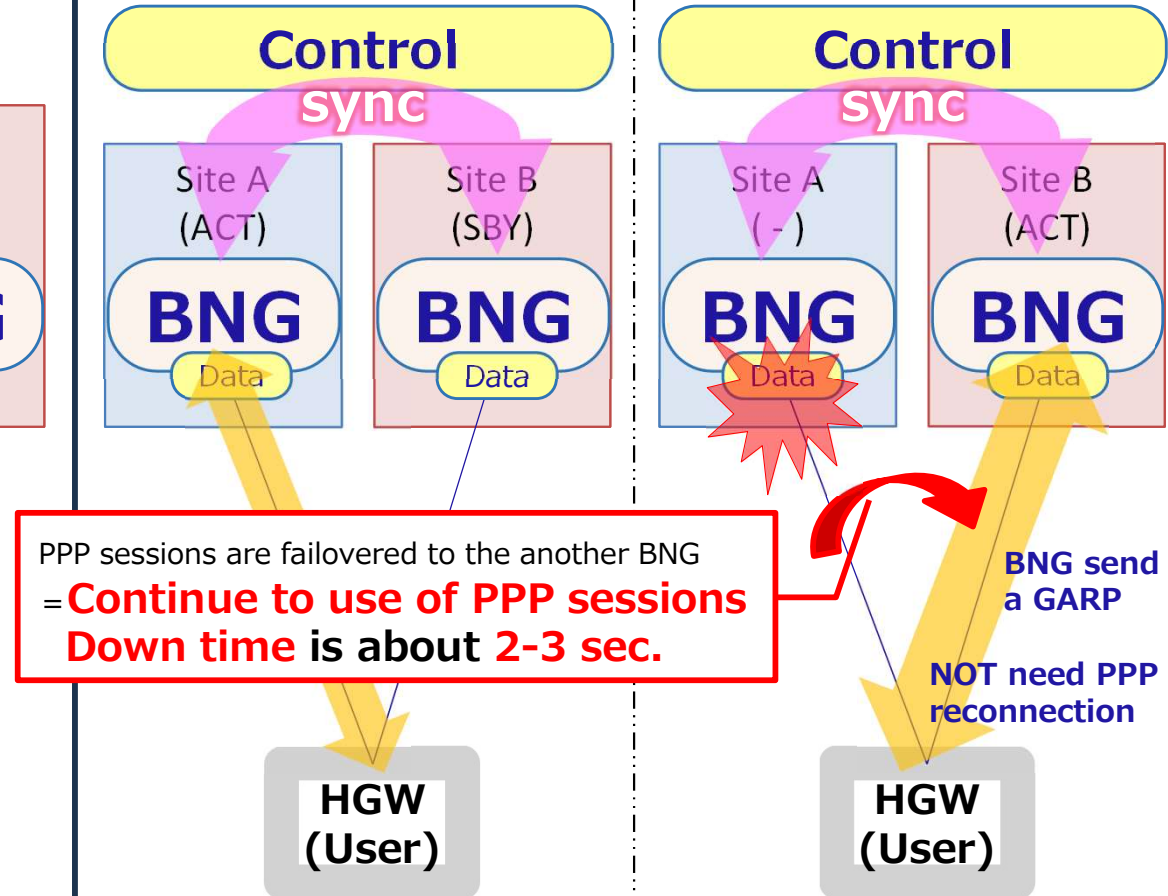 Control
sync
Site A
(ACT)
BNG
Data
Site B
(SBY)
BNG
Data
PPP sessions are failovered to the another BNG
=Continue to use of PPP sessions
Down time is about 2-3 sec.
HGW
(User)
Control
sync
Site A
( - )
BNG
Data
Site B
(ACT)
BNG
Data
BNG send
a GARP
NOT need PPP
reconnection
HGW
(User)